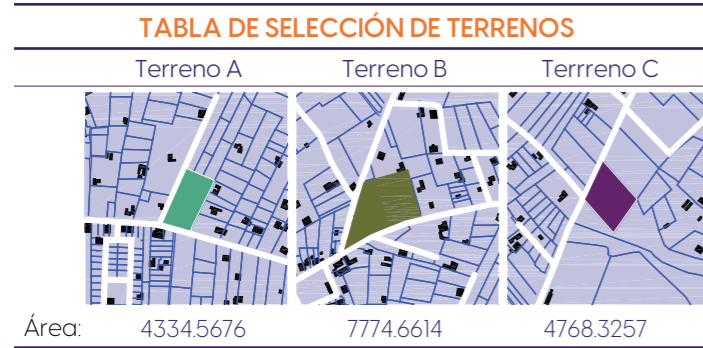 TABLA DE SELECCIÓN DE TERRENOS
Terreno A Terreno B Terrreno C
Área: 4334.5676 7774.6614 4768.3257